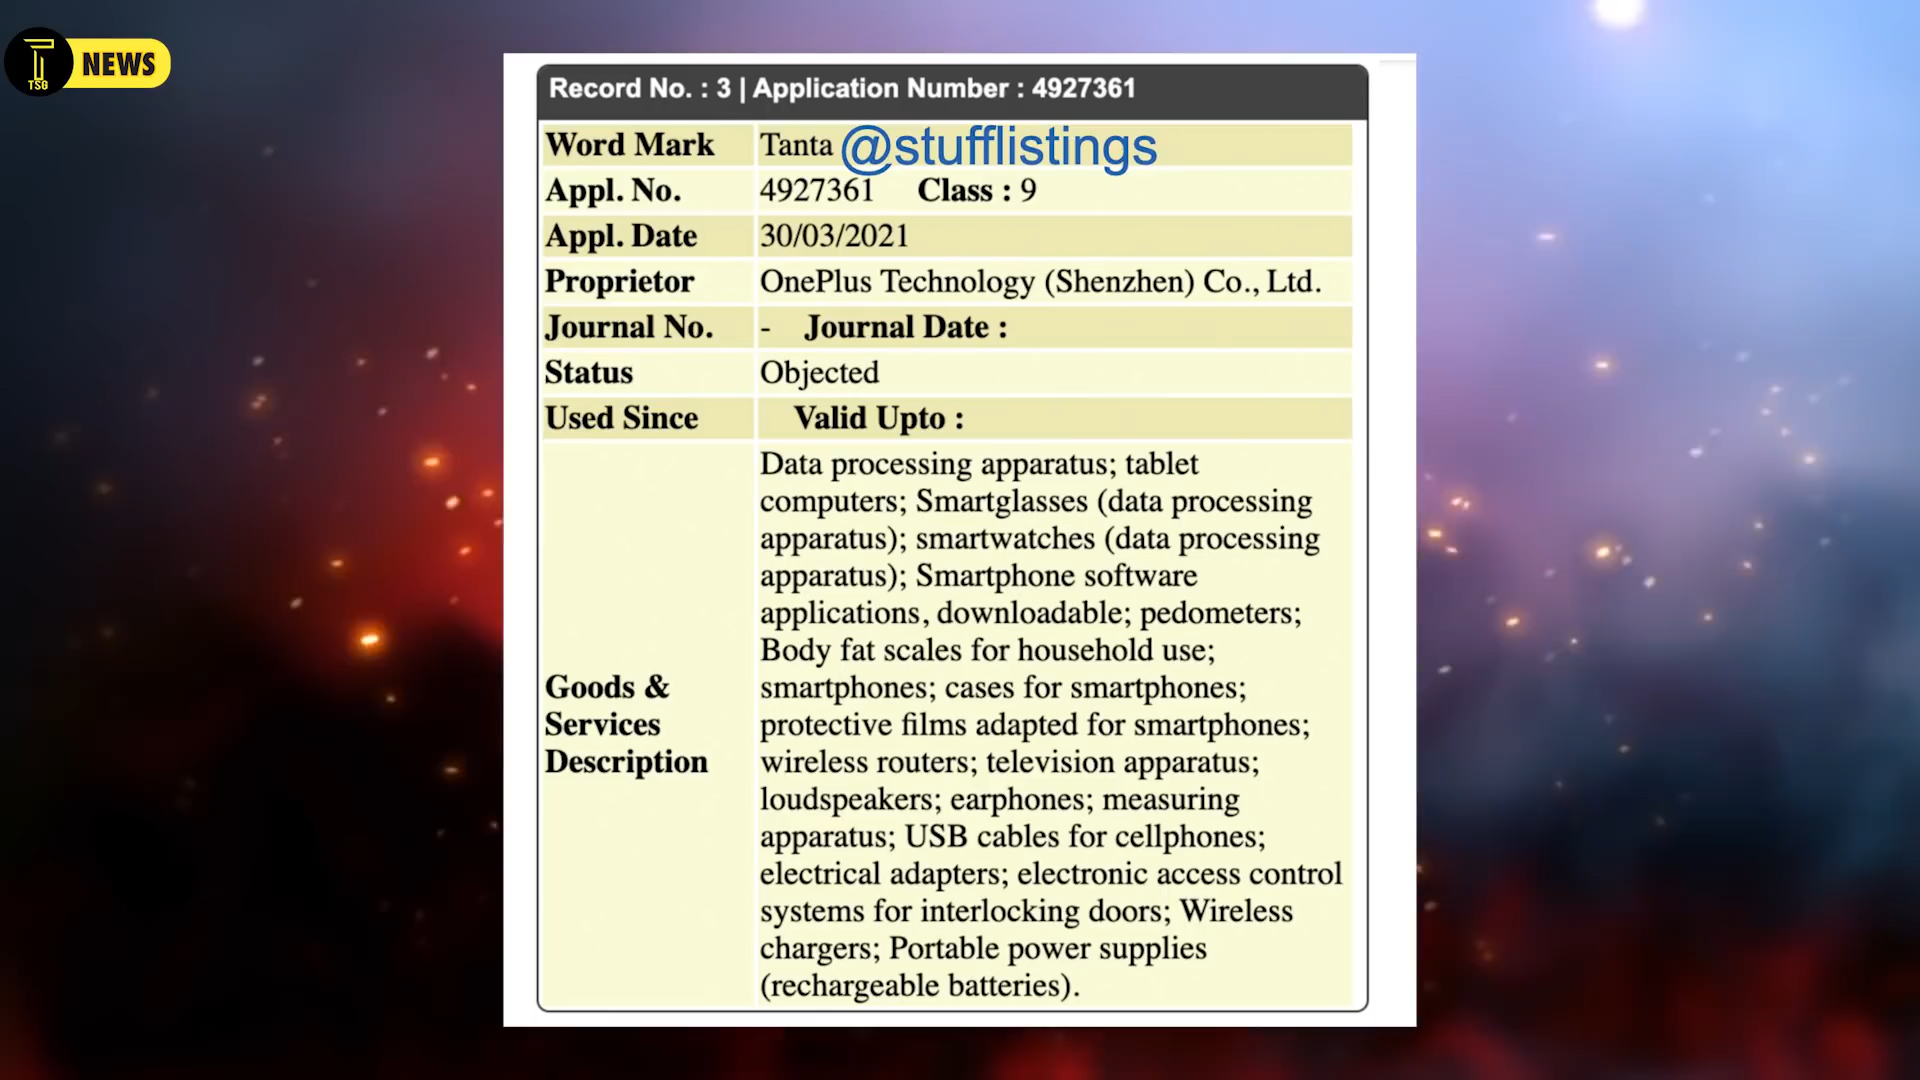 TSG
NEWS
Record No. : 3 | Application Number : 4927361
Word Mark Tanta @stufflistings
Appl. No. 4927361 Class : 9
Appl. Date 30/03/2021
Proprietor OnePlus Technology (Shenzhen) Co., Ltd.
Journal No. - Journal Date :
Status Objected
Used Since Valid Upto :
Goods &
Services
Description
Data processing apparatus; tablet
computers; Smartglasses (data processing
apparatus); smartwatches (data processing
apparatus); Smartphone software
applications, downloadable; pedometers;
Body fat scales for household use;
smartphones; cases for smartphones;
protective films adapted for smartphones;
wireless routers; television apparatus;
loudspeakers; earphones; measuring
apparatus; USB cables for cellphones;
electrical adapters; electronic access control
systems for interlocking doors; Wireless
chargers; Portable power supplies
(rechargeable batteries).